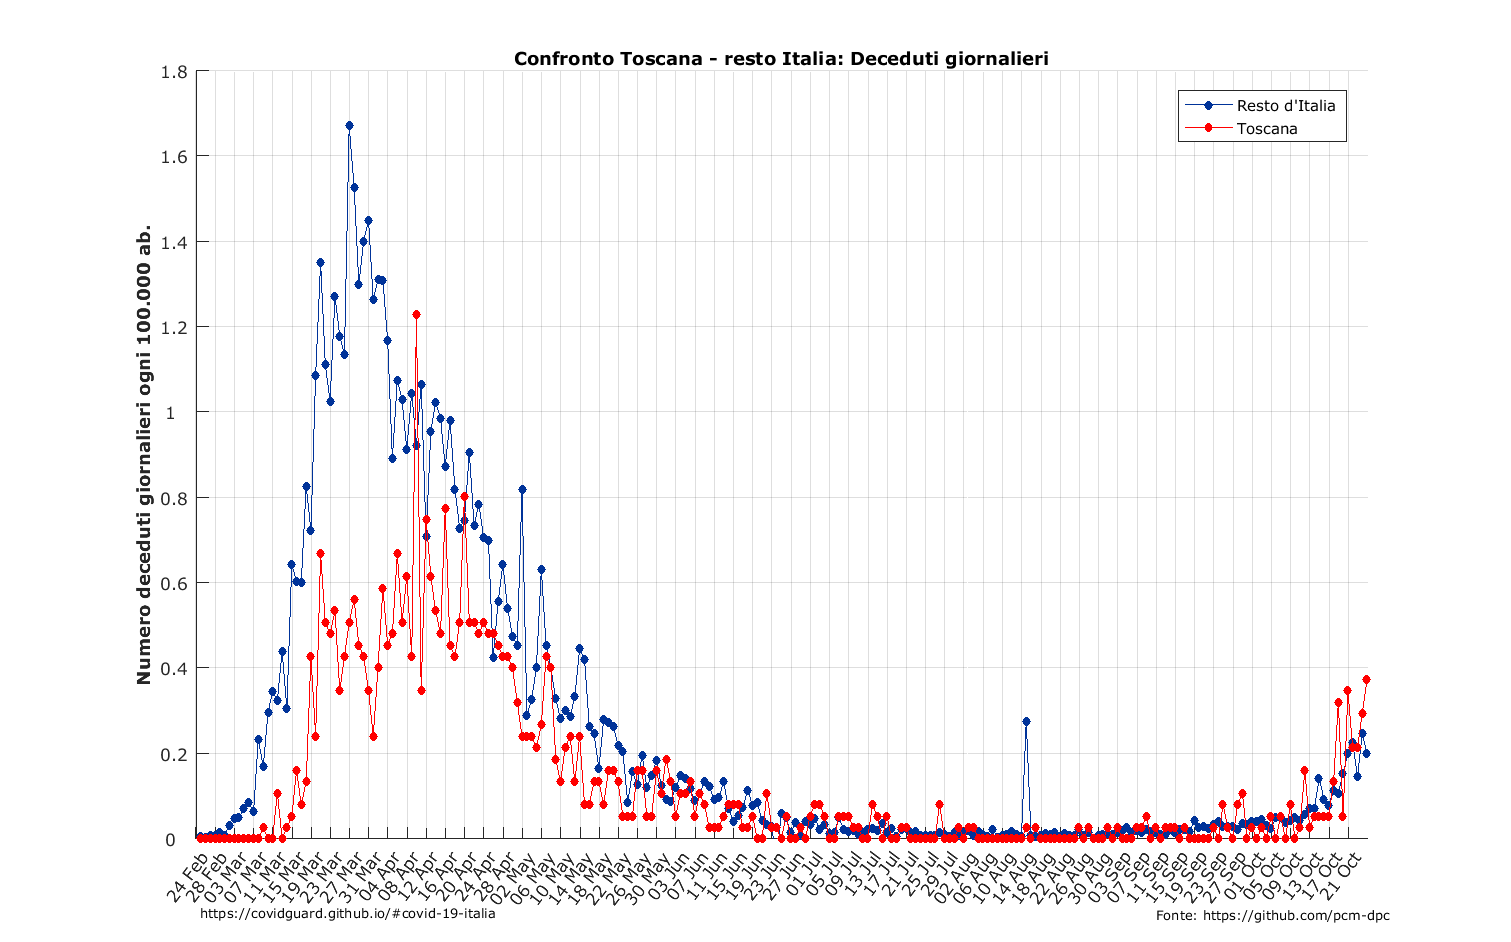 Confronto Toscana - resto Italia: Deceduti giornalieri
Numero deceduti giornalieri ogni 100.000 ab.
1.8
1.6
1.4
1.2
1
0.8
0.6
0.4
0.2
0
Resto d'Italia
Toscana
24 Feb
28 Feb
03 Mar
07 Mar
11 Mar
15 Mar
19 Mar
23 Mar
27 Mar
31 Mar
04 Apr
08 Apr
12 Apr
16 Apr
20 Apr
24 Apr
28 Apr
02 May
06 May
10 May
14 May
18 May
22 May
26 May
30 May
03 Jun
07 Jun
11 Jun
15 Jun
19 Jun
23 Jun
27 Jun
01 Jul
05 Jul
09 Jul
13 Jul
17 Jul
21 Jul
25 Jul
29 Jul
02 Aug
06 Aug
10 Aug
14 Aug
18 Aug
22 Aug
26 Aug
30 Aug
03 Sep
07 Sep
11 Sep
15 Sep
19 Sep
23 Sep
27 Sep
01 Oct
05 Oct
09 Oct
13 Oct
17 Oct
21 Oct
https://covidguard.github.io/#covid-19-italia
Fonte: https://github.com/pcm-dpc